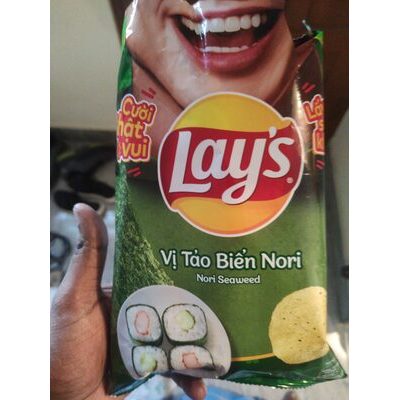 Cười
thật
vui
Lay's
Vị Tảo Biển Nori
Nori Seaweed